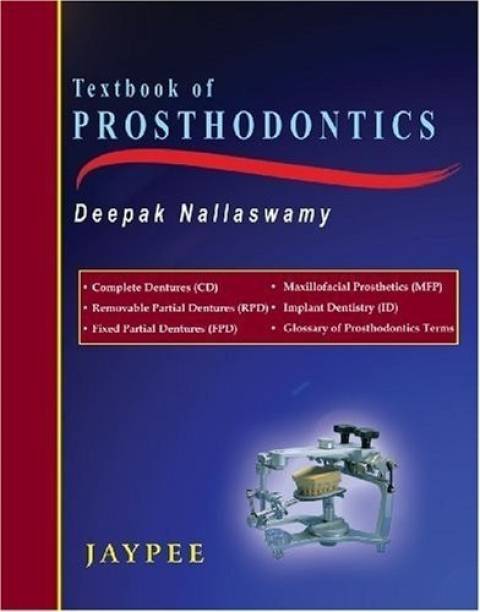 Textbook of
PROSTHODONTICS
Deepak Nallaswamy
• Complete Dentures (CD)
• Removable Partial Dentures (RPD)
• Fixed Partial Dentures (FPD)
• Maxillofacial Prosthetics (MFP)
• Implant Dentistry (ID)
• Glossary of Prosthodontics Terms
JAYPEE